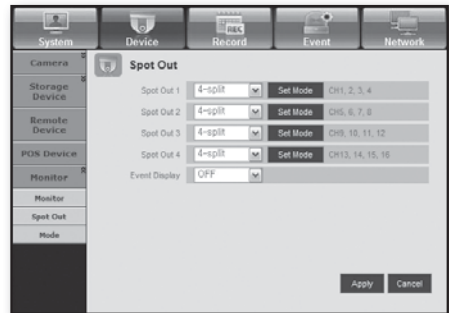 System Device Record Event Network
REC
Camera
Storage Device
Remote Device
POS Device
Monitor
Monitor
Spot Out
Mode
Spot Out
Spot Out 1 4-split Set Mode CH1, 2, 3, 4
Spot Out 2 4-split Set Mode CH5, 6, 7, 8
Spot Out 3 4-split Set Mode CH9, 10, 11, 12
Spot Out 4 4-split Set Mode CH13, 14, 15, 16
Event Display OFF
Apply Cancel